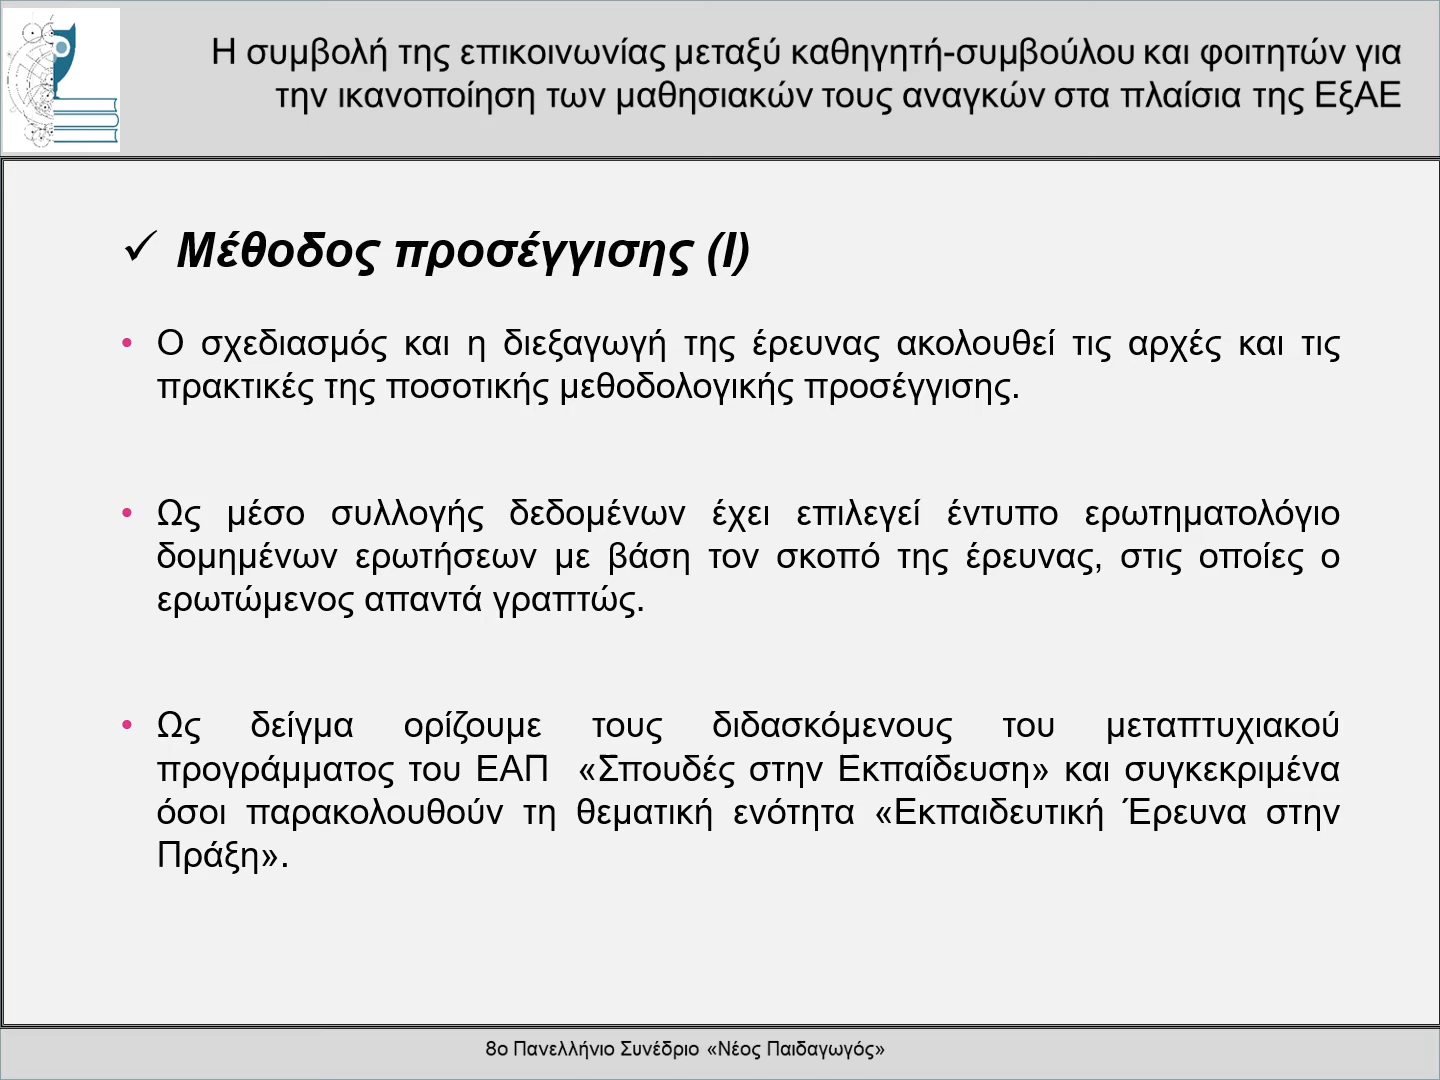 Η συμβολή της επικοινωνίας μεταξύ καθηγητή-συμβούλου και φοιτητών για
την ικανοποίηση των μαθησιακών τους αναγκών στα πλαίσια της ΕξΑΕ
✓ Μέθοδος προσέγγισης (Ι)
• Ο σχεδιασμός και η διεξαγωγή της έρευνας ακολουθεί τις αρχές και τις
πρακτικές της ποσοτικής μεθοδολογικής προσέγγισης.
• Ως μέσο συλλογής δεδομένων έχει επιλεγεί έντυπο ερωτηματολόγιο
δομημένων ερωτήσεων με βάση τον σκοπό της έρευνας, στις οποίες ο
ερωτώμενος απαντά γραπτώς.
• Ως δείγμα ορίζουμε τους διδασκόμενους του μεταπτυχιακού
προγράμματος του ΕΑΠ «Σπουδές στην Εκπαίδευση» και συγκεκριμένα
όσοι παρακολουθούν τη θεματική ενότητα «Εκπαιδευτική Έρευνα στην
Πράξη».
8ο Πανελλήνιο Συνέδριο «Νέος Παιδαγωγός»